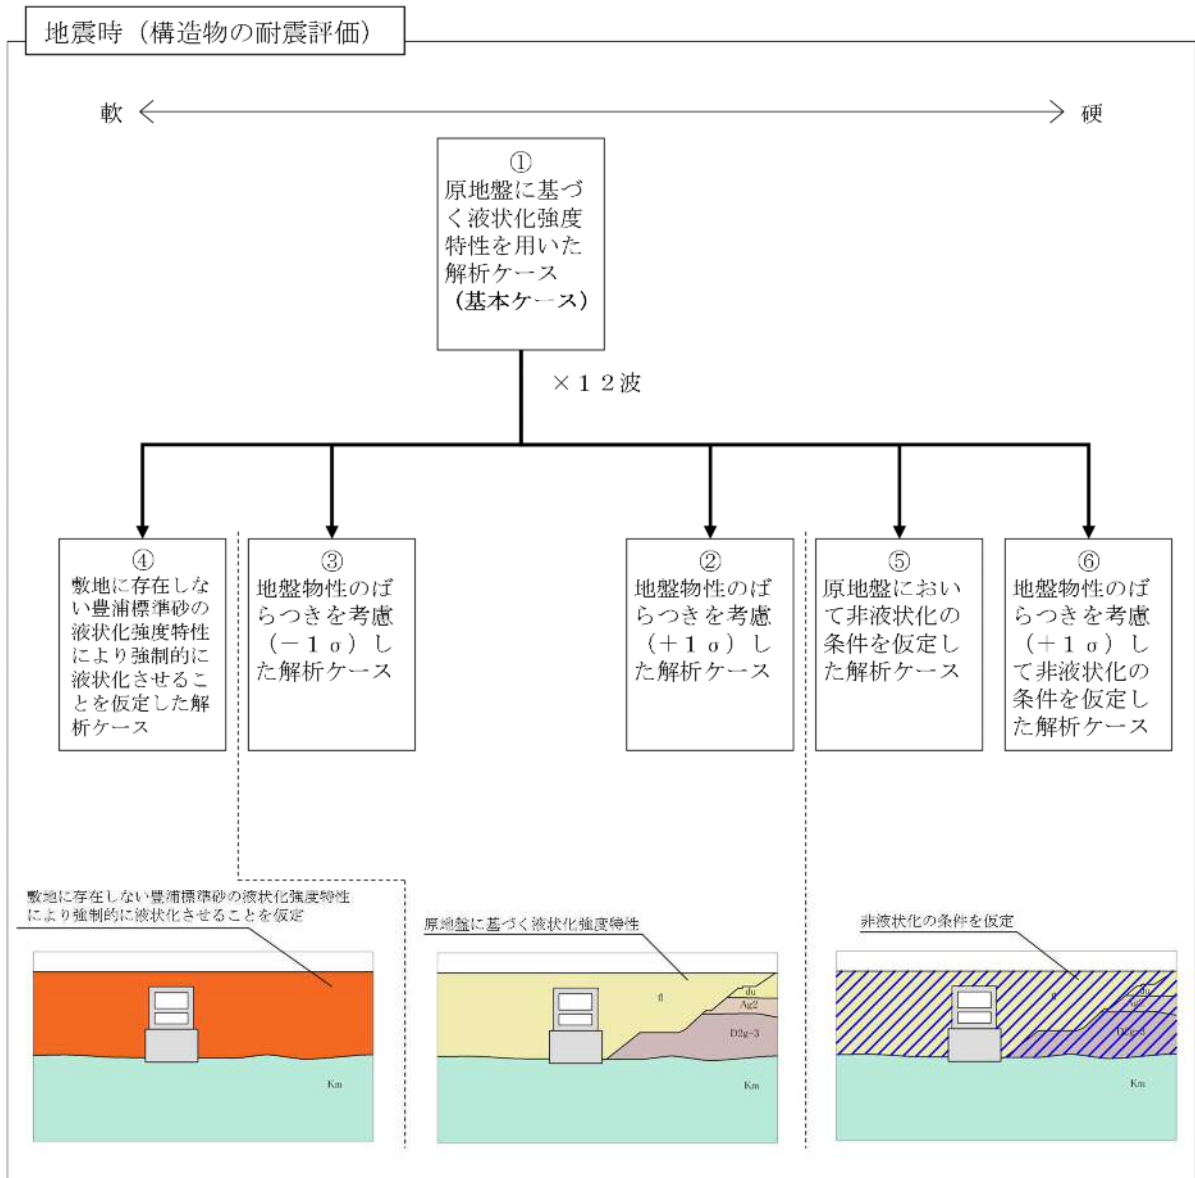 地震時（構造物の耐震評価）
軟
硬
①
原地盤に基づ
く液状化強度
特性を用いた
解析ケース
（基本ケース）
×１２波
④
敷地に存在しな
い豊浦標準砂の
液状化強度特性
により強制的に
液状化させるこ
とを仮定した解
析ケース
③
地盤物性のば
らつきを考慮
（－１σ）し
た解析ケース
②
地盤物性のば
らつきを考慮
（＋１σ）し
た解析ケース
⑤
原地盤におい
て非液状化の
条件を仮定し
た解析ケース
⑥
地盤物性のば
らつきを考慮
（＋１σ）し
て非液状化の
条件を仮定し
た解析ケース
敷地に存在しない豊浦標準砂の液状化強度特性
により強制的に液状化させることを仮定
Km
原地盤に基づく液状化強度特性
fl
du
Ag2
D2g-3
Km
非液状化の条件を仮定
fl
du
Ag2
D2g-3
Km